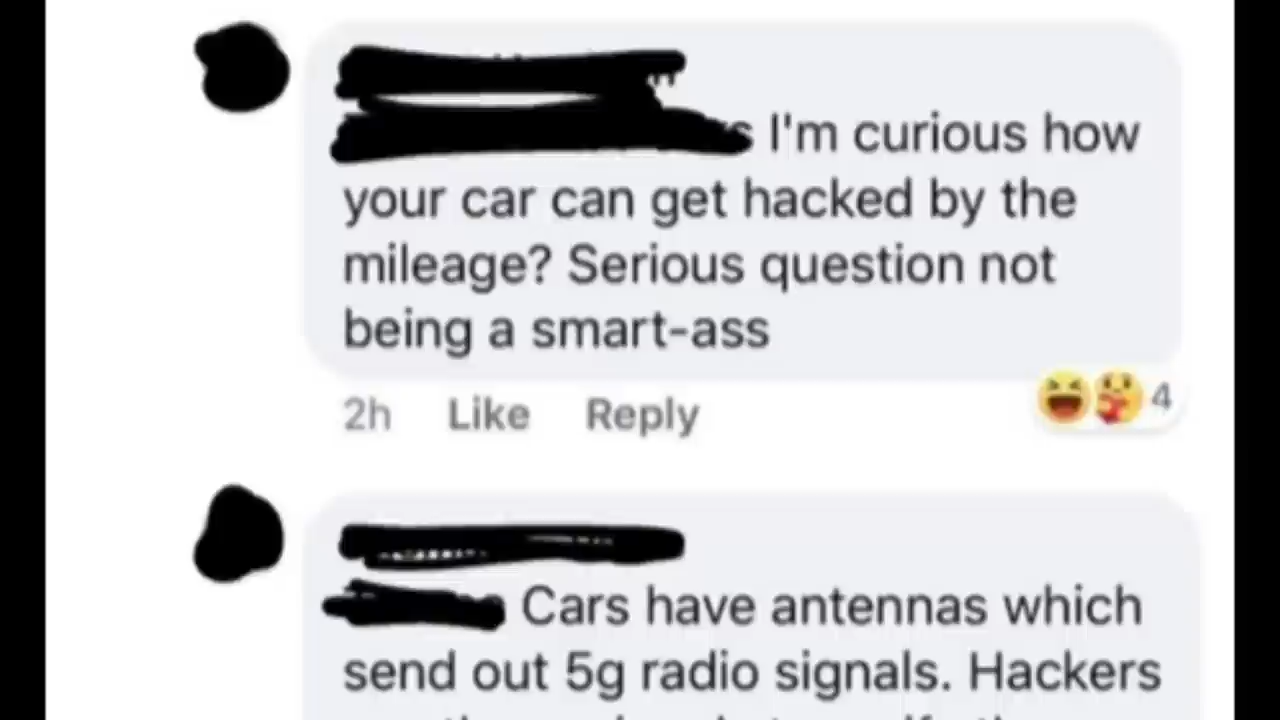 I'm curious how
your car can get hacked by the
mileage? Serious question not
being a smart-ass
2h Like Reply 4
Cars have antennas which
send out 5g radio signals. Hackers